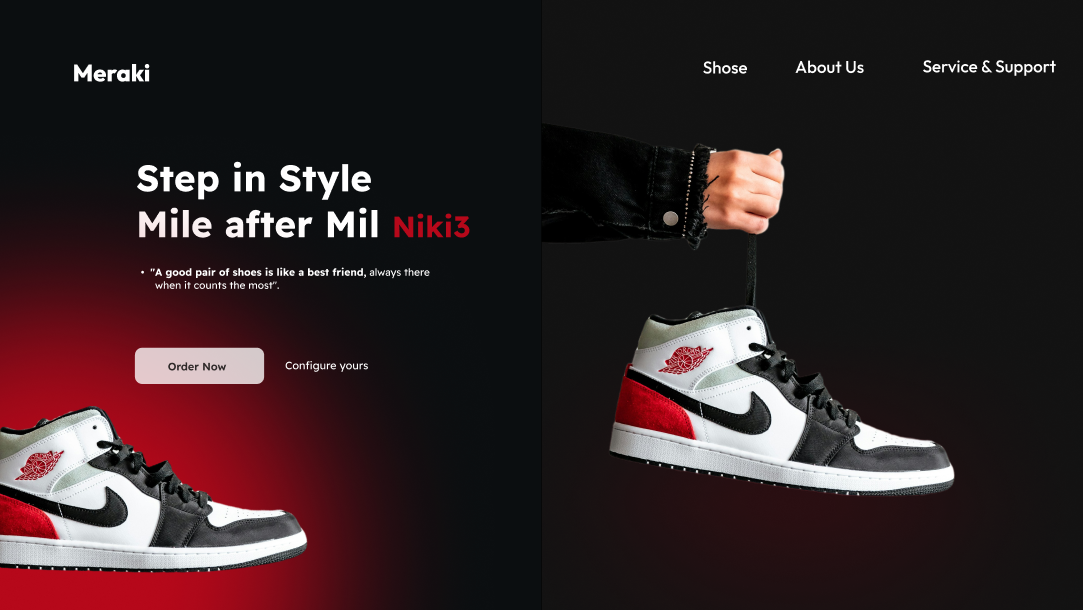 Meraki
Shose
About Us
Service & Support
Step in Style
Mile after Mil Niki3
• "A good pair of shoes is like a best friend, always there
when it counts the most".
Order Now
Configure yours